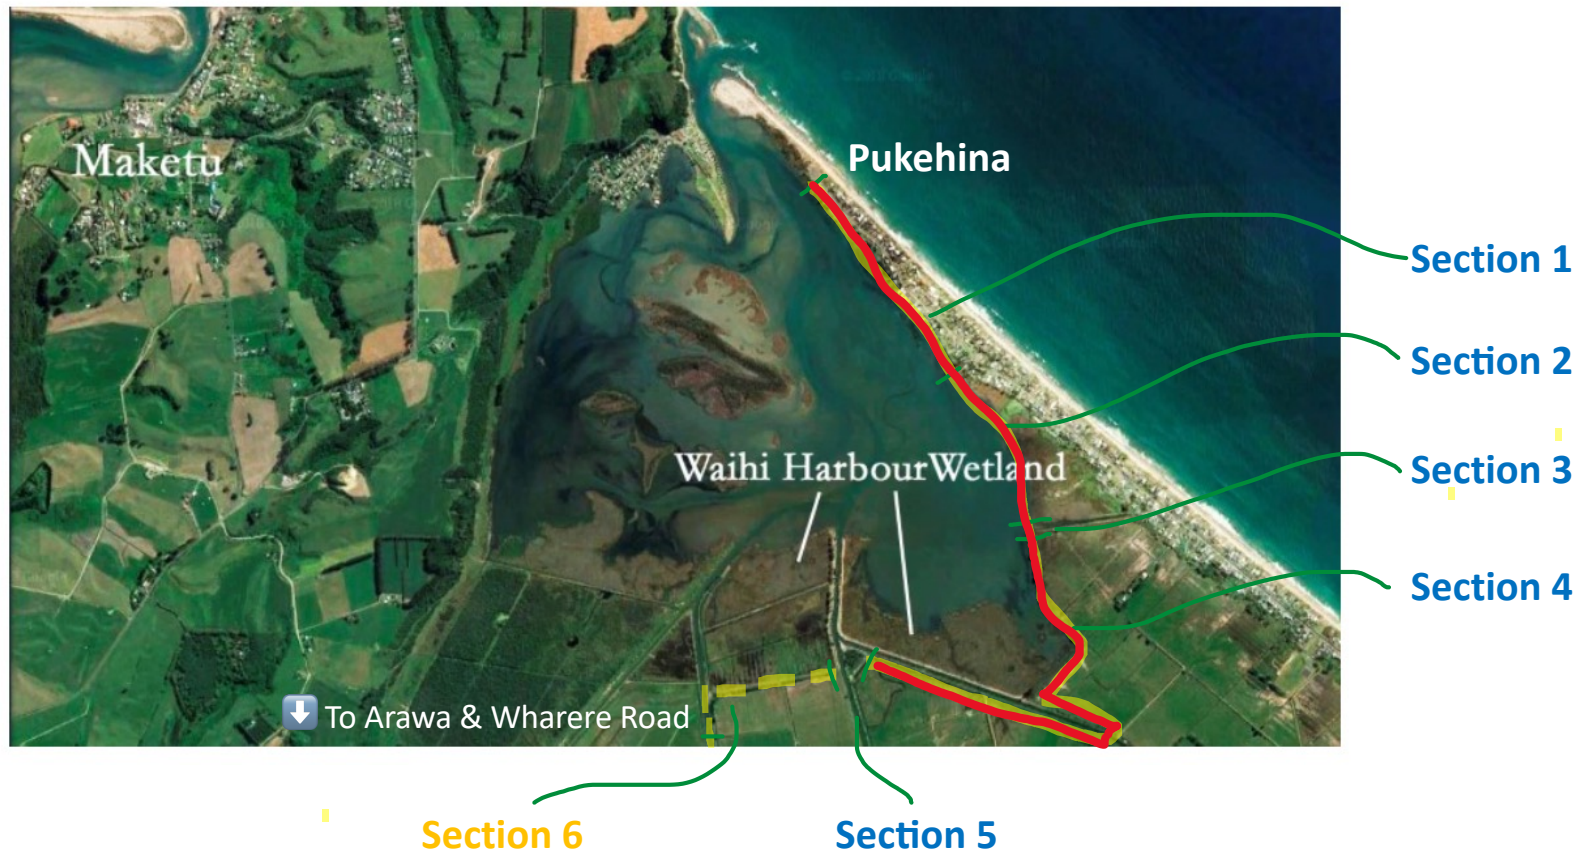 Maketu
Pukehina
Section 1
Section 2
Waihi Harbour Wetland
Section 3
Section 4
To Arawa & Wharere Road
Section 6
Section 5